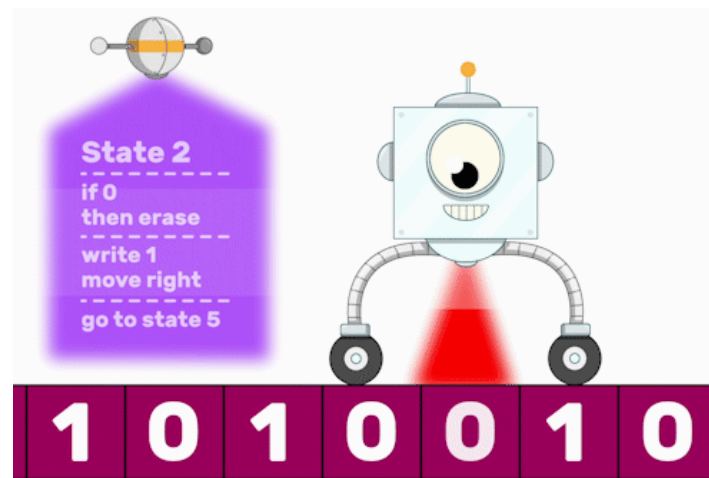 State 2
if 0
then erase
write 1
move right
go to state 5
1 0 1 0 0 1 0